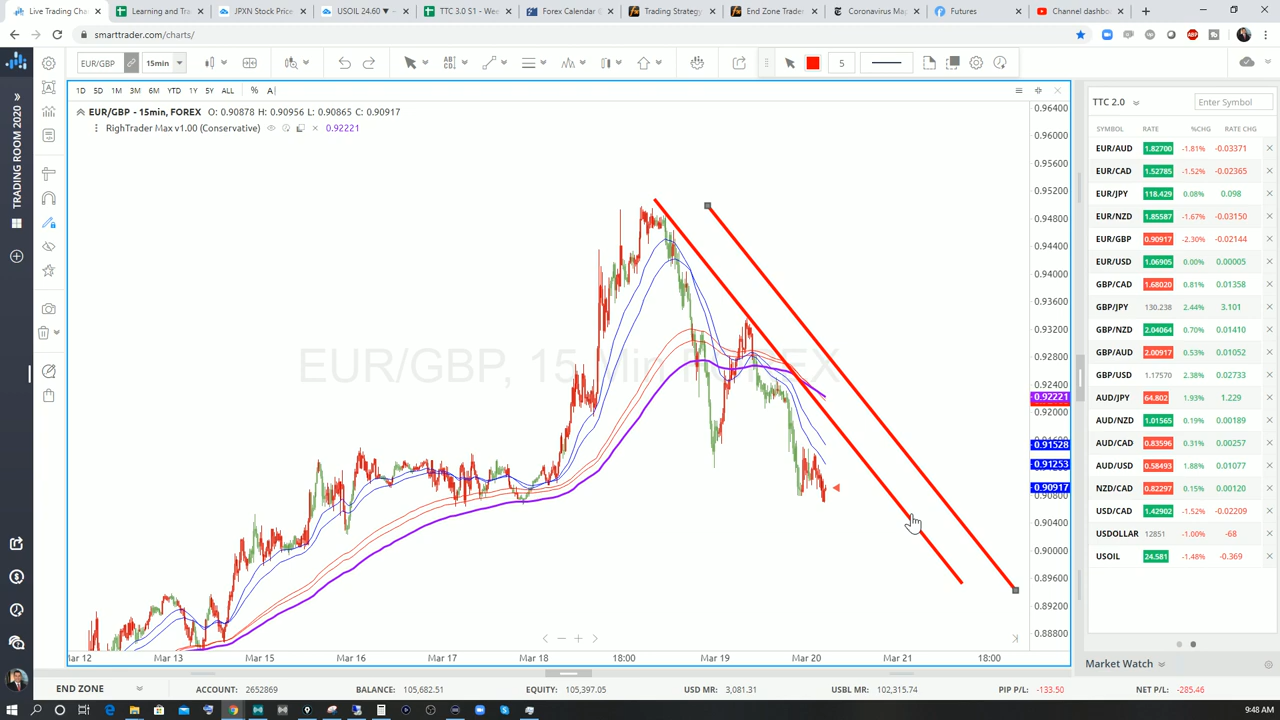 Living Trading Cha
Learning and Tra
JPXN Stock Price
USOIL 24.60
TTC 3.0 S1 - We
Forex Calendar
Trading Strategy
End Zone Trader
Coronavirus Map
Futures
Channel dashbo
smarttrader.com/charts/
EUR/GBP
15min
5
TTC 2.0
Enter Symbol
1D 5D 1M 3M 6M YTD 1Y 5Y ALL % A|
EUR/GBP - 15min, FOREX O: 0.90878 H: 0.90956 L: 0.90865 C: 0.90917
RighTrader Max v1.00 (Conservative) 0.92221
EUR/GBP, 15 Min FOREX
TRADING ROOM 2020
0.96400
0.96000
0.95600
0.95200
0.94800
0.94400
0.94000
0.93600
0.93200
0.92800
0.92400
0.92221
0.92000
0.91528
0.91253
0.90917
0.90800
0.90400
0.90000
0.89600
0.89200
0.88800
Mar 13 Mar 15 Mar 16 Mar 17 Mar 18 18:00 Mar 19 Mar 20 Mar 21 18:00
SYMBOL RATE %CHG RATE CHG
EUR/AUD 1.82700 -1.81% -0.03371
EUR/CAD 1.52785 -1.52% -0.02365
EUR/JPY 118.429 0.08% 0.098
EUR/NZD 1.85587 -1.67% -0.03150
EUR/GBP 0.90917 -2.30% -0.02144
EUR/USD 1.06905 0.00% 0.00005
GBP/CAD 1.68020 0.81% 0.01358
GBP/JPY 130.238 2.44% 3.101
GBP/NZD 2.04064 0.70% 0.01410
GBP/AUD 2.00917 0.53% 0.01052
GBP/USD 1.17570 2.38% 0.02733
AUD/JPY 64.802 1.93% 1.229
AUD/NZD 1.01565 0.19% 0.00189
AUD/CAD 0.83596 0.31% 0.00257
AUD/USD 0.58493 1.88% 0.01077
NZD/CAD 0.82297 0.15% 0.00120
USD/CAD 1.42902 -1.52% -0.02209
USDOLLAR 12851 -1.00% -68
USOIL 24.581 -1.48% -0.369
Market Watch
END ZONE
ACCOUNT: 2652869
BALANCE: 105,682.51
EQUITY: 105,397.05
USD MR: 3,081.31
USBL MR: 102,315.74
PIP P/L: -133.50
NET P/L: -285.46
9:48 AM